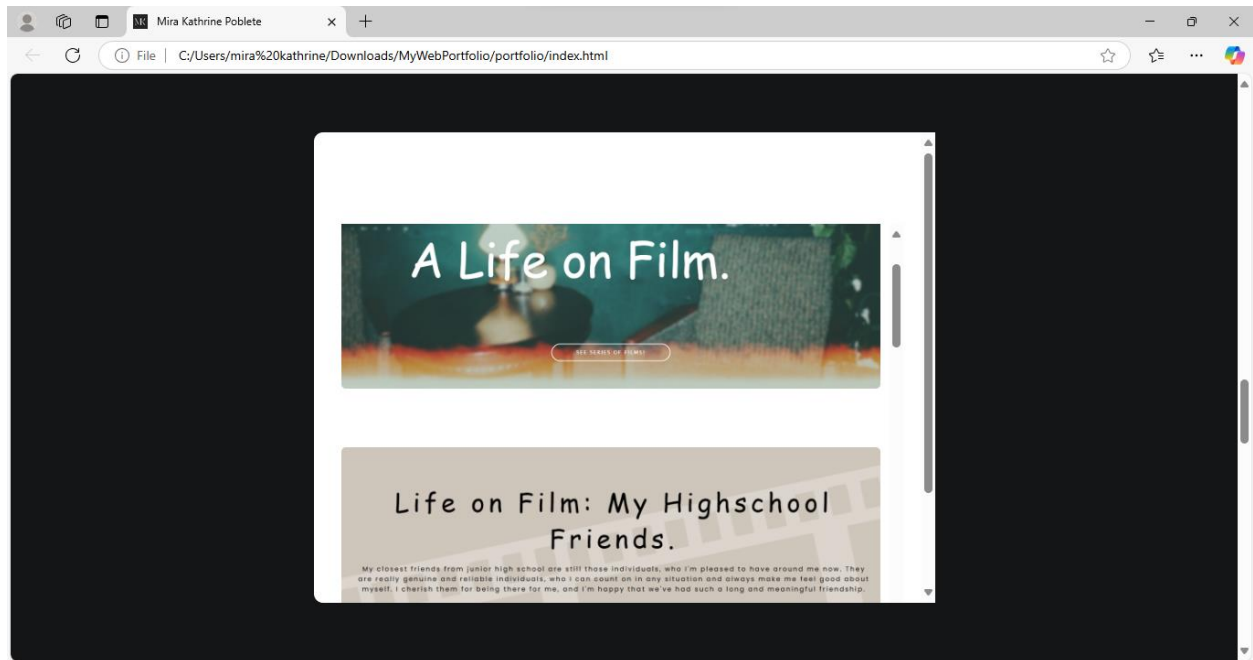 MK Mira Kathrine Poblete
File C:/Users/mira%20kathrine/Downloads/MyWebPortfolio/portfolio/index.html
A Life on Film.
SEE SERIES OF FILMS!
Life on Film: My Highschool
Friends.
My closest friends from junior high school are still those individuals, who I'm pleased to have around me now. They
are really genuine and reliable individuals, who I can count on in any situation and always make me feel good about
myself. I cherish them for being there for me, and I'm happy that we've had such a long and meaningful friendship.